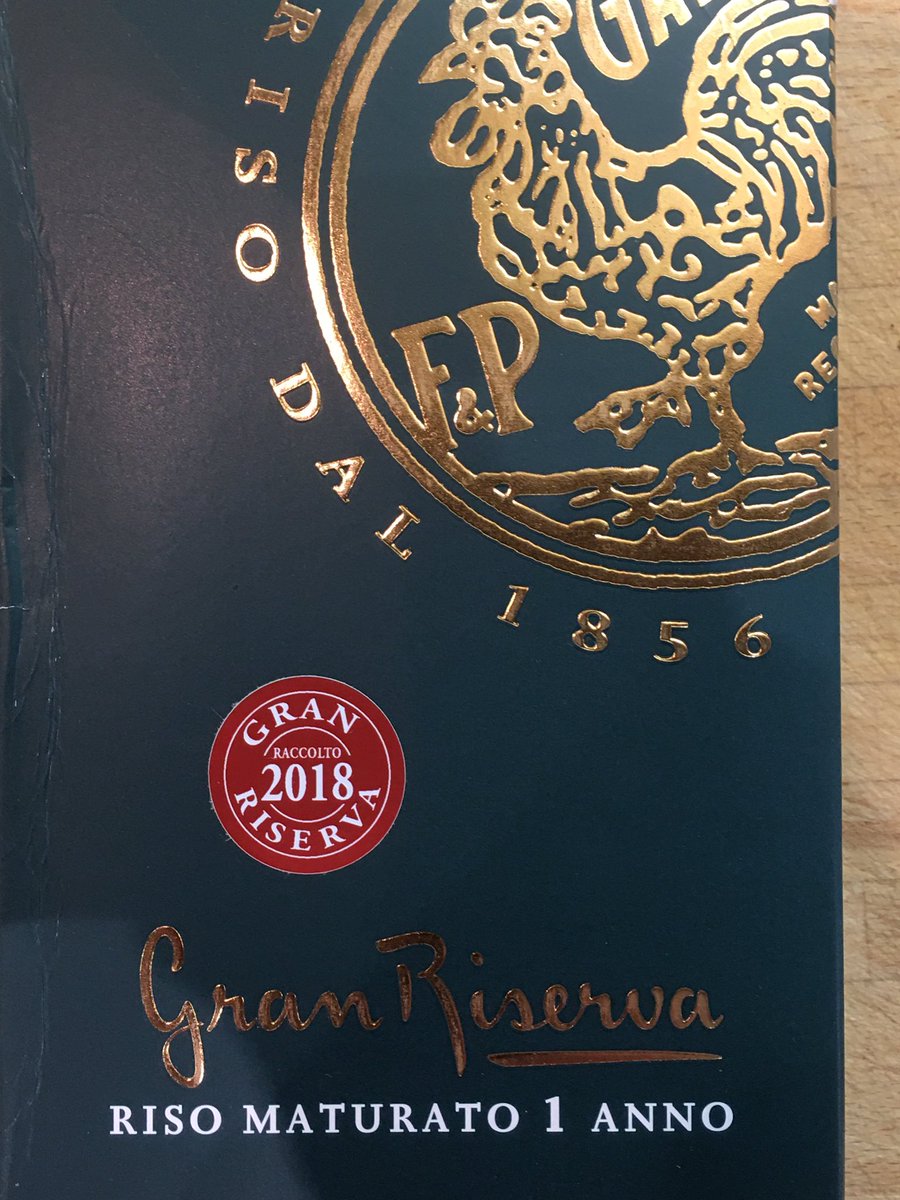 RISO DAL 1856
F&P
GRAN
RACCOLTO
2018
RISERVA
Gran Riserva
RISO MATURATO 1 ANNO